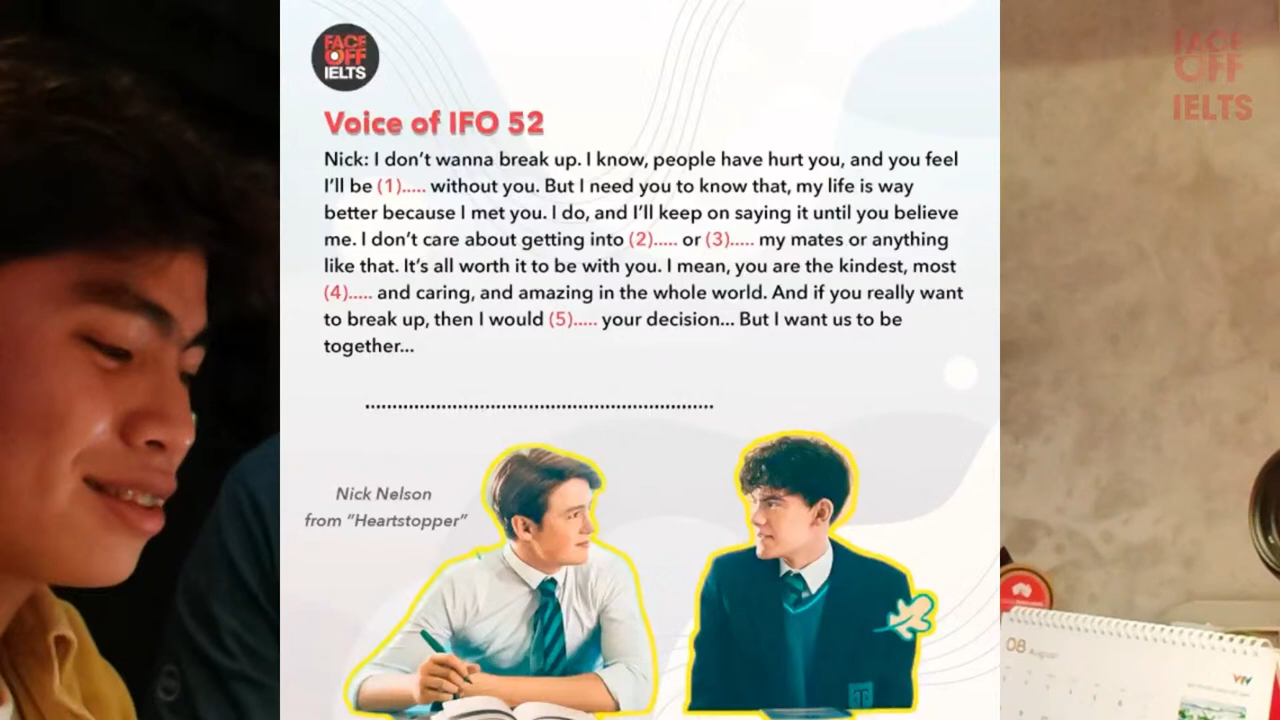 FACE
OFF
IELTS
FACE
OFF
IELTS
Voice of IFO 52
Nick: I don't wanna break up. I know, people have hurt you, and you feel
I'll be (1)..... without you. But I need you to know that, my life is way
better because I met you. I do, and I'll keep on saying it until you believe
me. I don't care about getting into (2)..... or (3)..... my mates or anything
like that. It's all worth it to be with you. I mean, you are the kindest, most
(4)..... and caring, and amazing in the whole world. And if you really want
to break up, then I would (5)..... your decision... But I want us to be
together...
.................................................................
Nick Nelson
from "Heartstopper"
08 August
VTV